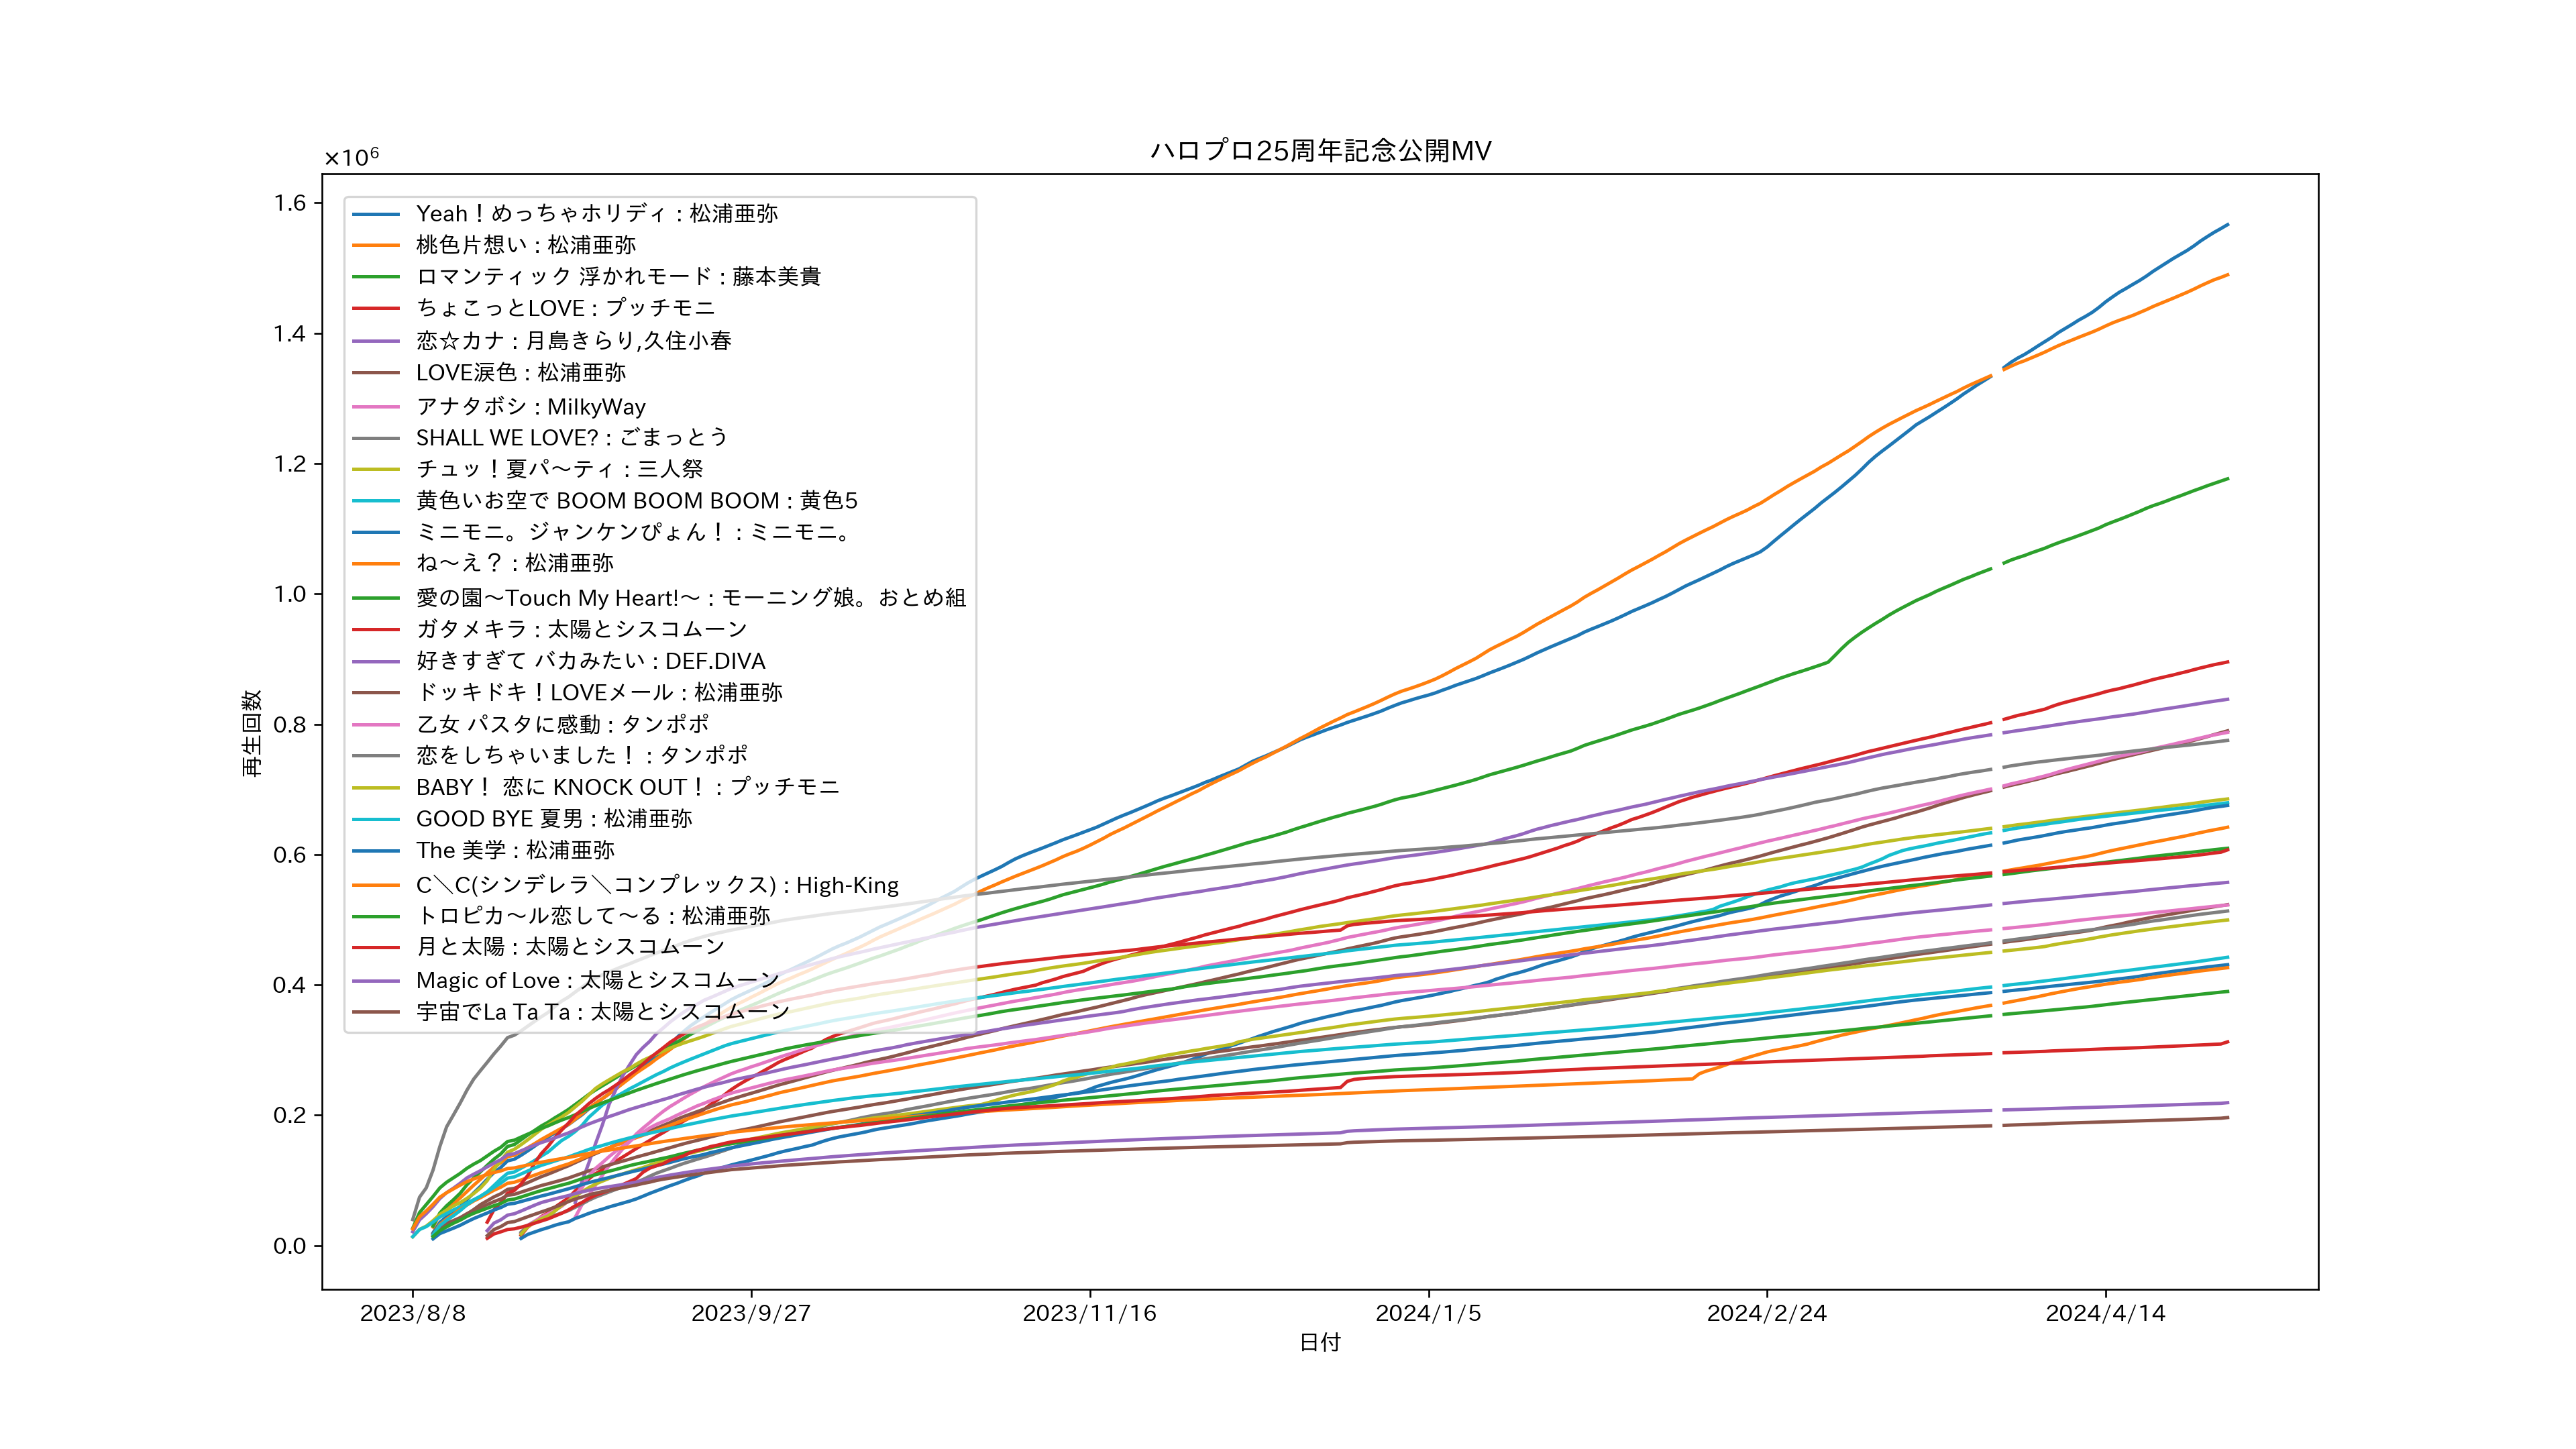 ハロプロ25周年記念公開MV
×10⁶
1.6
1.4
1.2
1.0
0.8
0.6
0.4
0.2
0.0
再生回数
Yeah！めっちゃホリディ : 松浦亜弥
桃色片想い : 松浦亜弥
ロマンティック 浮かれモード : 藤本美貴
ちょこっとLOVE : プッチモニ
恋☆カナ : 月島きらり,久住小春
LOVE涙色 : 松浦亜弥
アナタボシ : MilkyWay
SHALL WE LOVE? : ごまっとう
チュッ！夏パ〜ティ : 三人祭
黄色いお空で BOOM BOOM BOOM : 黄色5
ミニモニ。ジャンケンぴょん！ : ミニモニ。
ね〜え？ : 松浦亜弥
愛の園〜Touch My Heart!〜 : モーニング娘。おとめ組
ガタメキラ : 太陽とシスコムーン
好きすぎて バカみたい : DEF.DIVA
ドッキドキ！LOVEメール : 松浦亜弥
乙女 パスタに感動 : タンポポ
恋をしちゃいました！ : タンポポ
BABY！ 恋に KNOCK OUT！ : プッチモニ
GOOD BYE 夏男 : 松浦亜弥
The 美学 : 松浦亜弥
C＼C(シンデレラ＼コンプレックス) : High-King
トロピカ〜ル恋して〜る : 松浦亜弥
月と太陽 : 太陽とシスコムーン
Magic of Love : 太陽とシスコムーン
宇宙でLa Ta Ta : 太陽とシスコムーン
2023/8/8
2023/9/27
2023/11/16
2024/1/5
2024/2/24
2024/4/14
日付